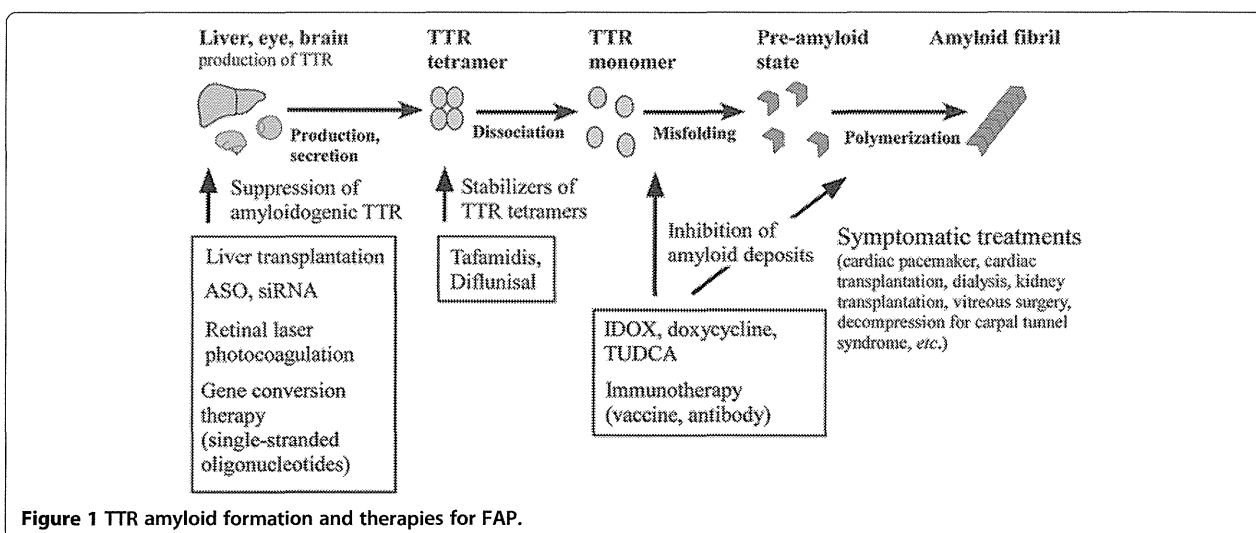 Liver, eye, brain
production of TTR
TTR
tetramer
TTR
monomer
Pre-amyloid
state
Amyloid fibril
Production,
secretion
Dissociation
Misfolding
Polymerization
Suppression of
amyloidogenic TTR
Stabilizers of
TTR tetramers
Inhibition of
amyloid deposits
Symptomatic treatments
(cardiac pacemaker, cardiac
transplantation, dialysis, kidney
transplantation, vitreous surgery,
decompression for carpal tunnel
syndrome, etc.)
Liver transplantation
ASO, siRNA
Retinal laser
photocoagulation
Gene conversion
therapy
(single-stranded
oligonucleotides)
Tafamidis,
Diflunisal
IDOX, doxycycline,
TUDCA
Immunotherapy
(vaccine, antibody)
Figure 1 TTR amyloid formation and therapies for FAP.